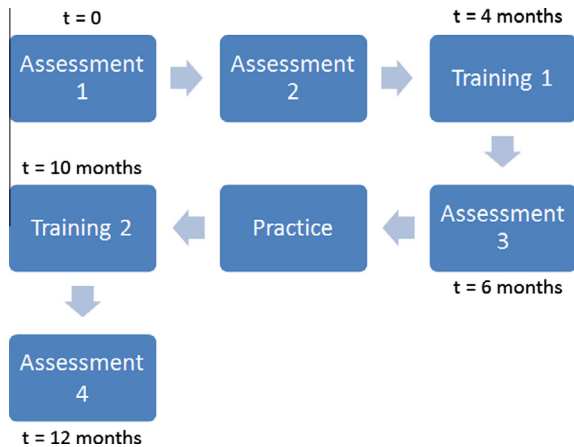 t = 0
t = 4 months
Assessment
1
Assessment
2
Training 1
t = 10 months
Training 2
Practice
Assessment
3
t = 6 months
Assessment
4
t = 12 months